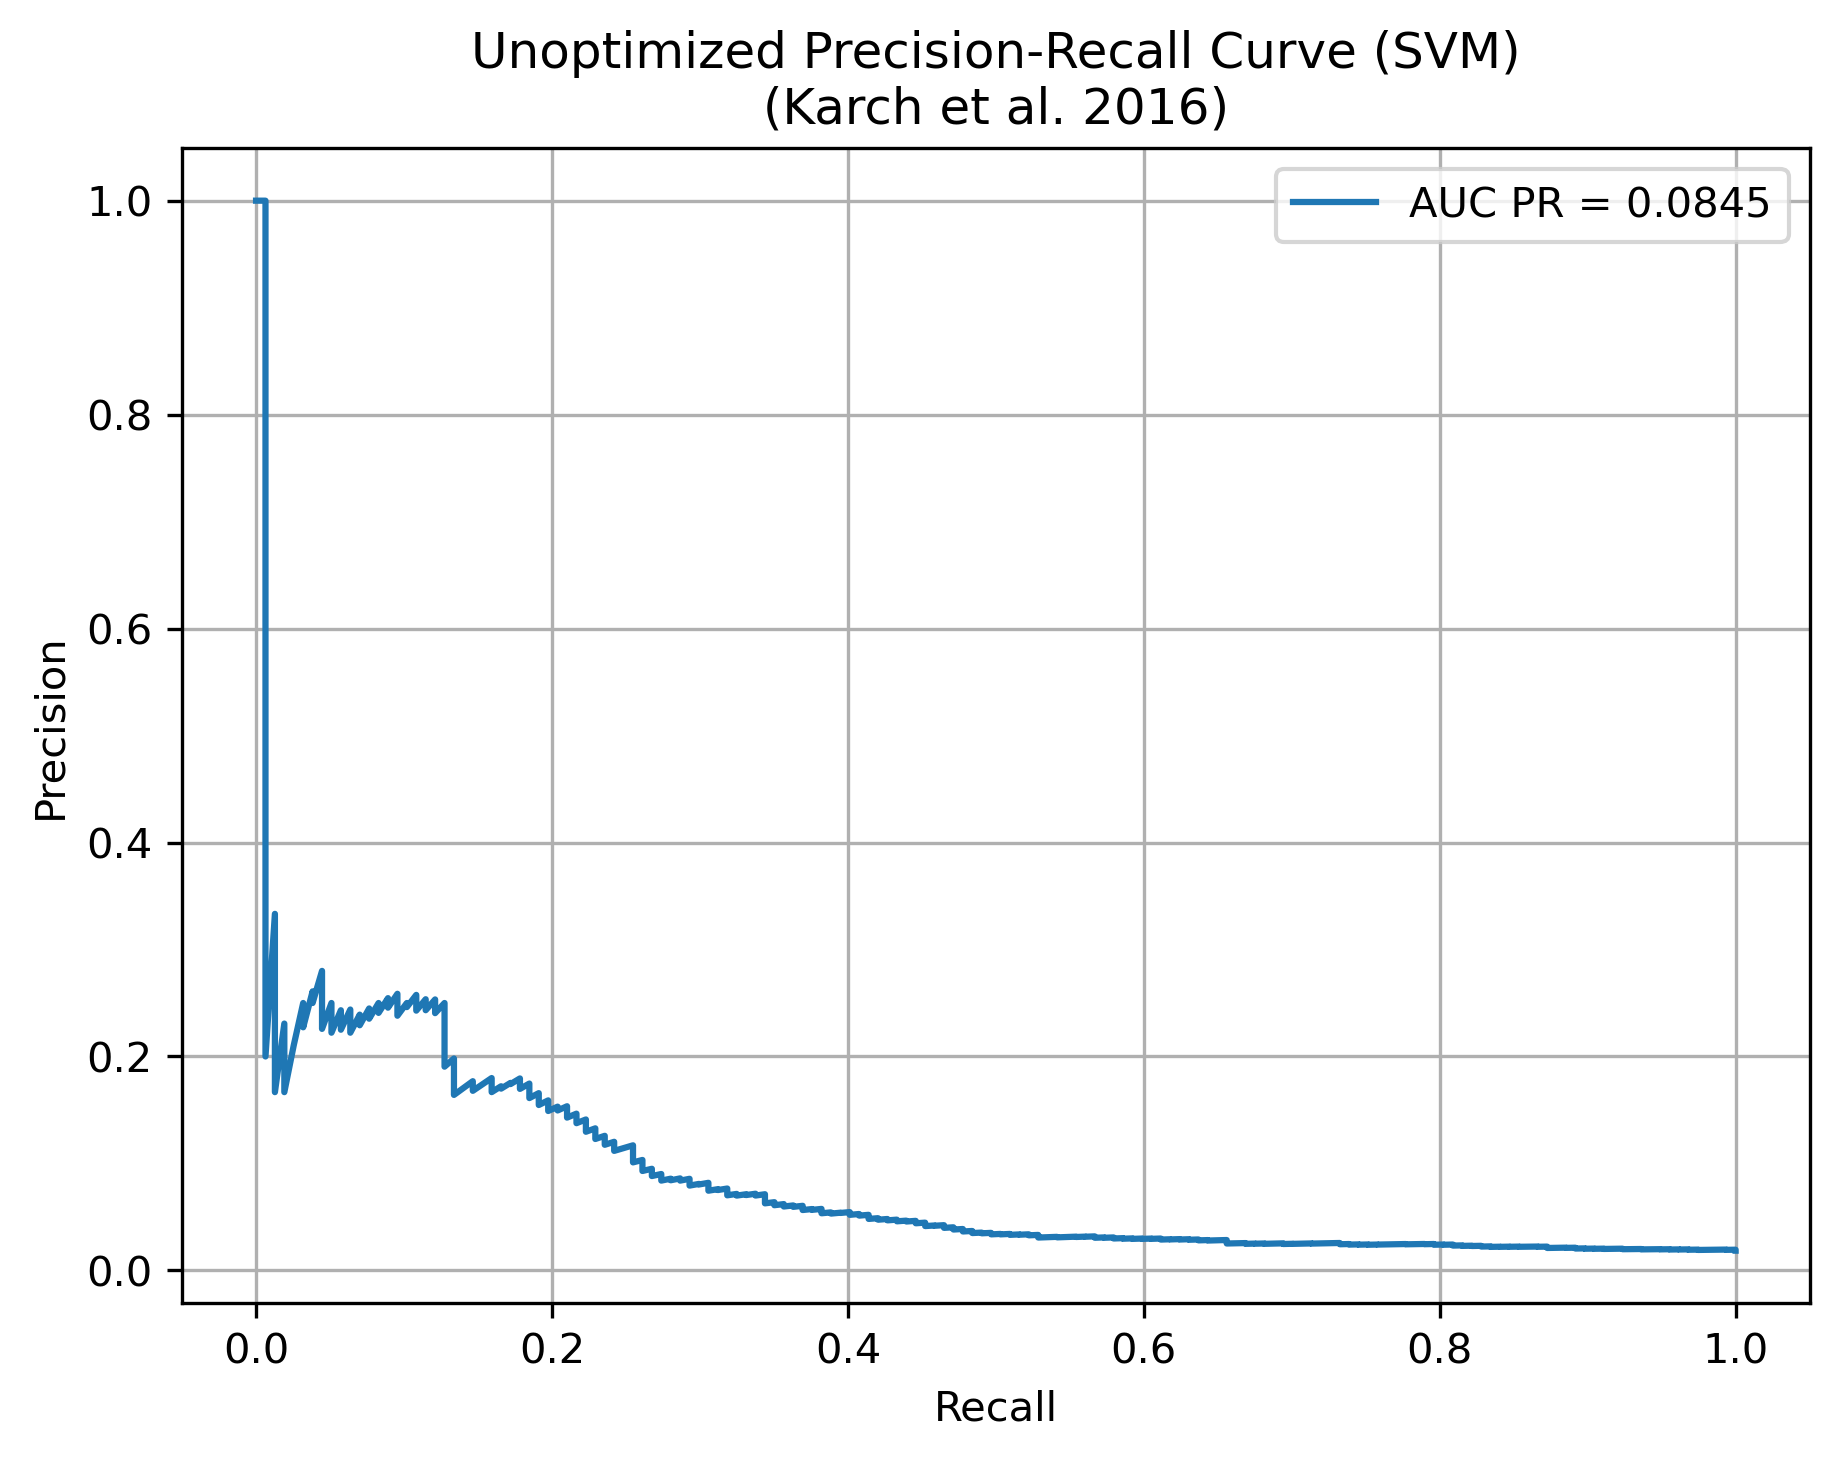 Unoptimized Precision-Recall Curve (SVM)
(Karch et al. 2016)
AUC PR = 0.0845
1.0
0.8
0.6
0.4
0.2
0.0
Precision
0.0 0.2 0.4 0.6 0.8 1.0
Recall